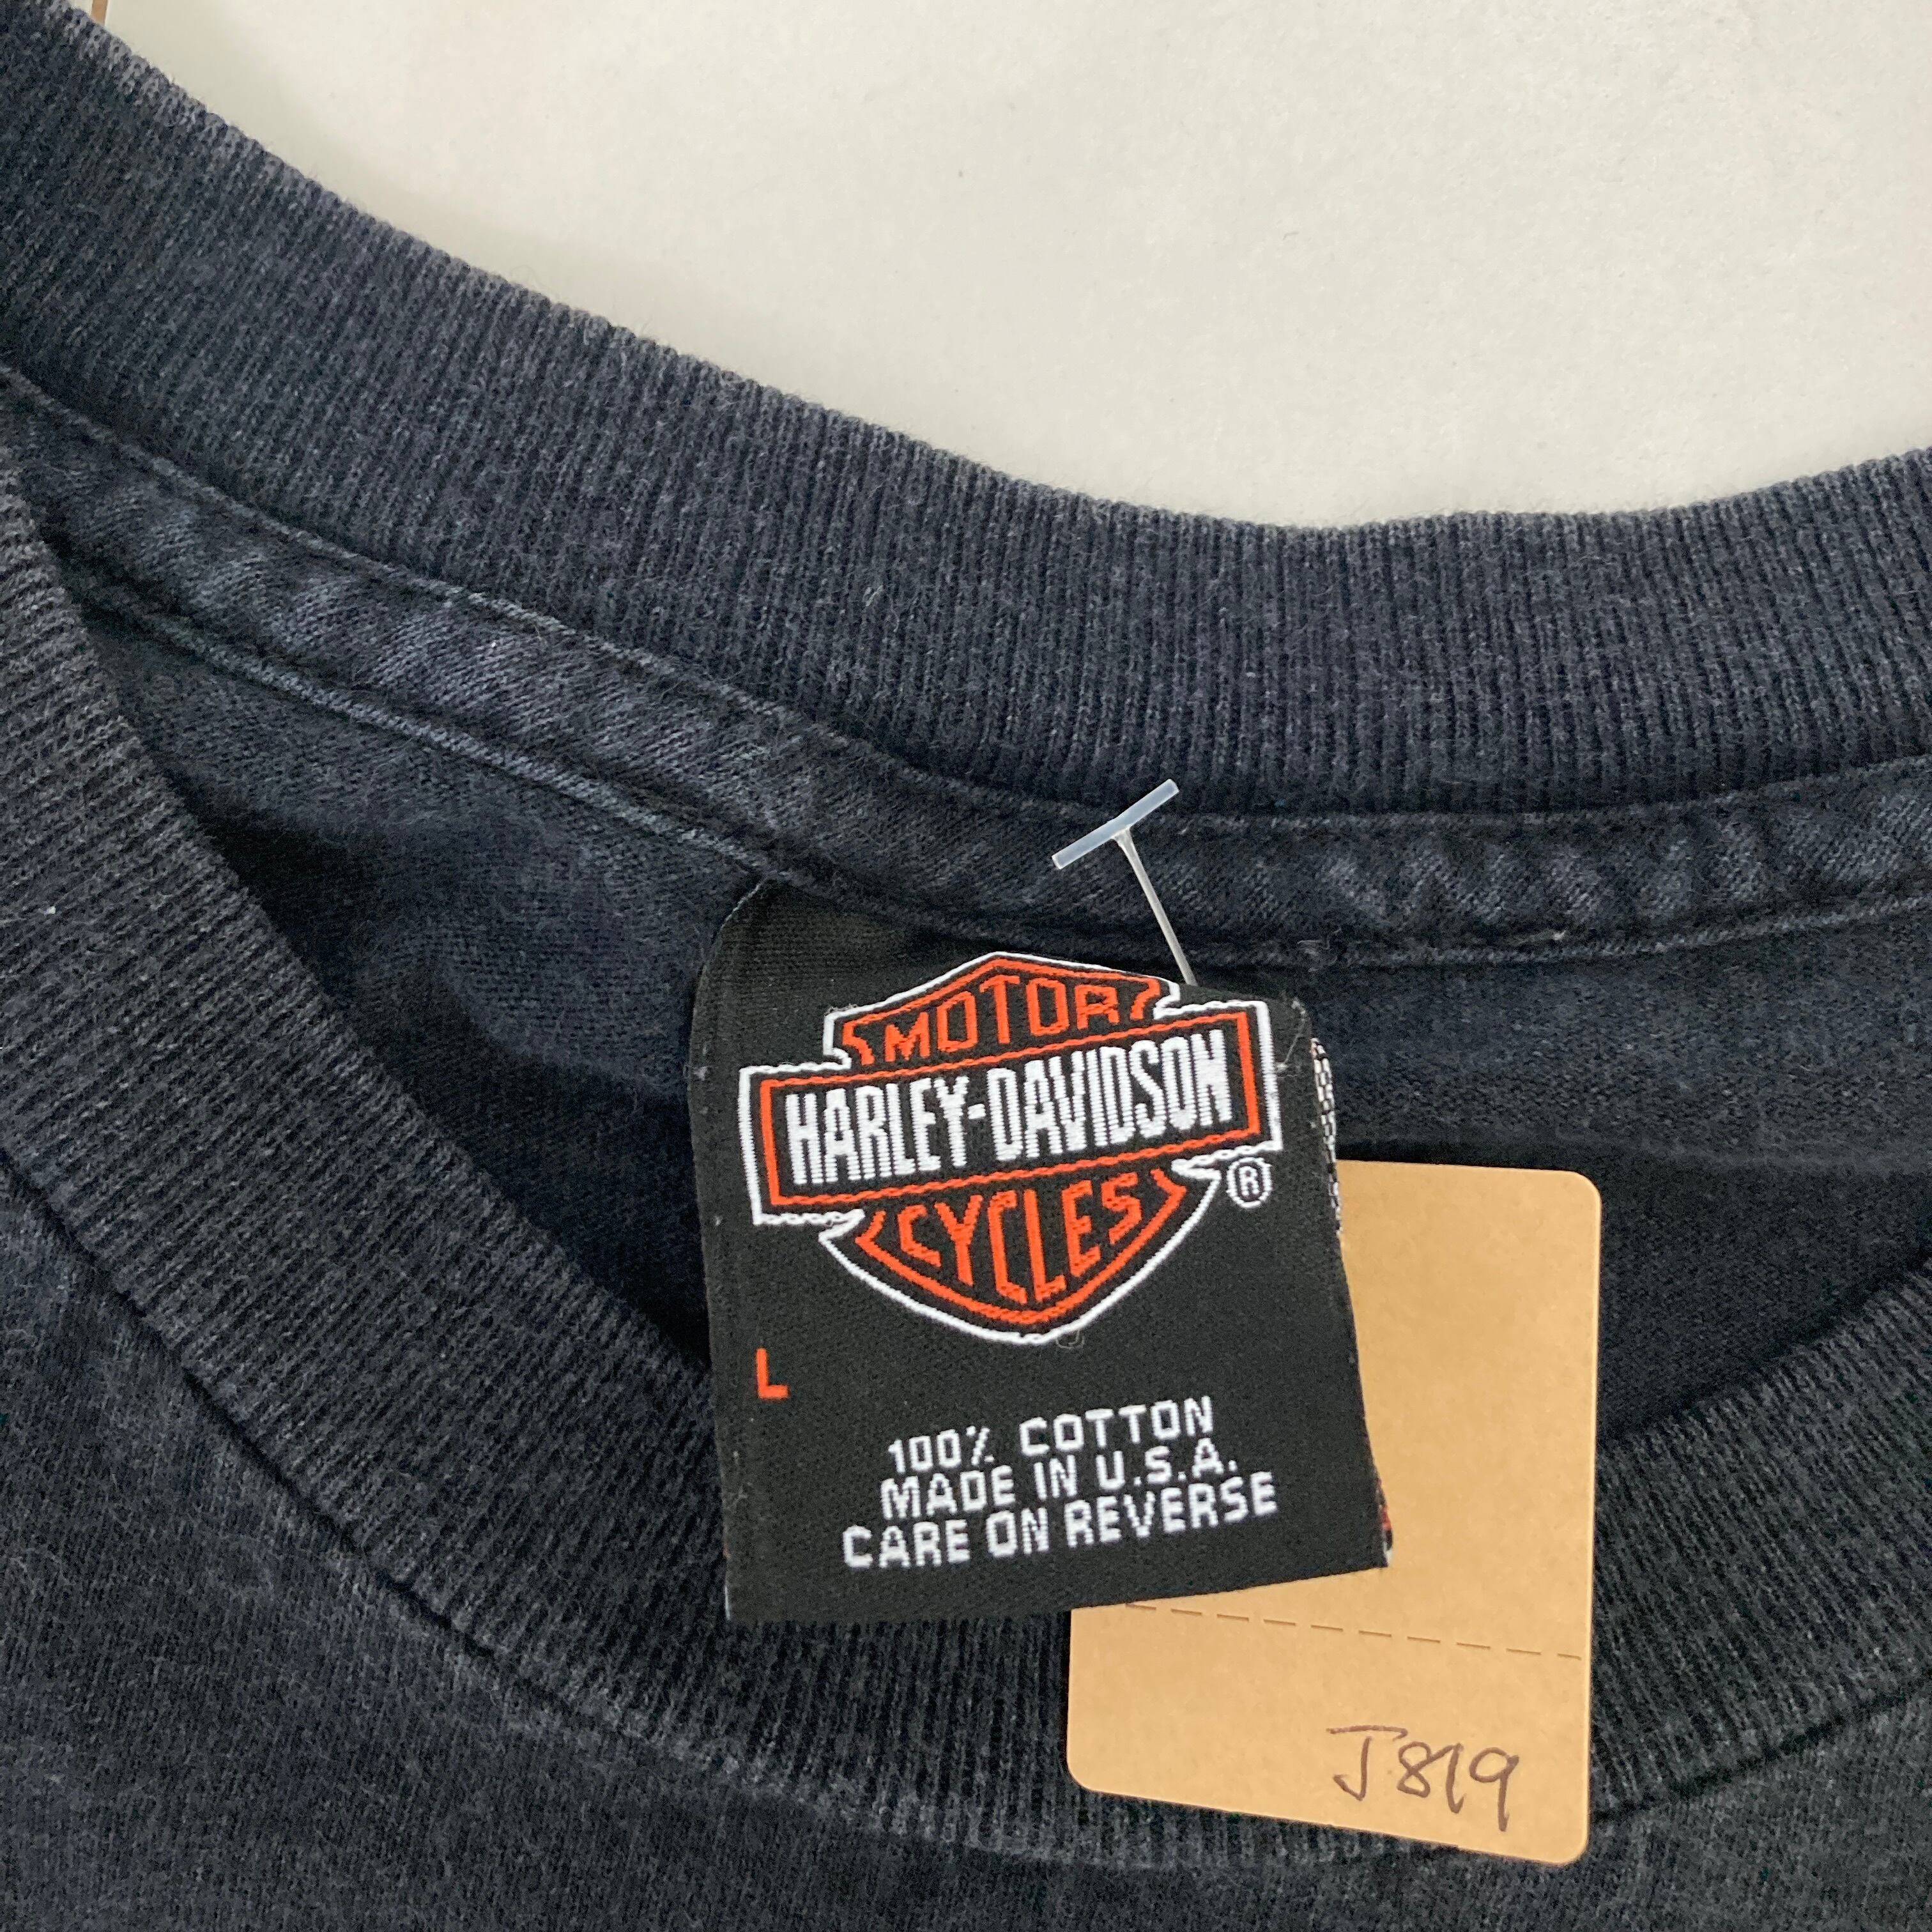 MOTOR
HARLEY-DAVIDSON
®
CYCLES
L
100% COTTON
MADE IN U.S.A.
CARE ON REVERSE
J819